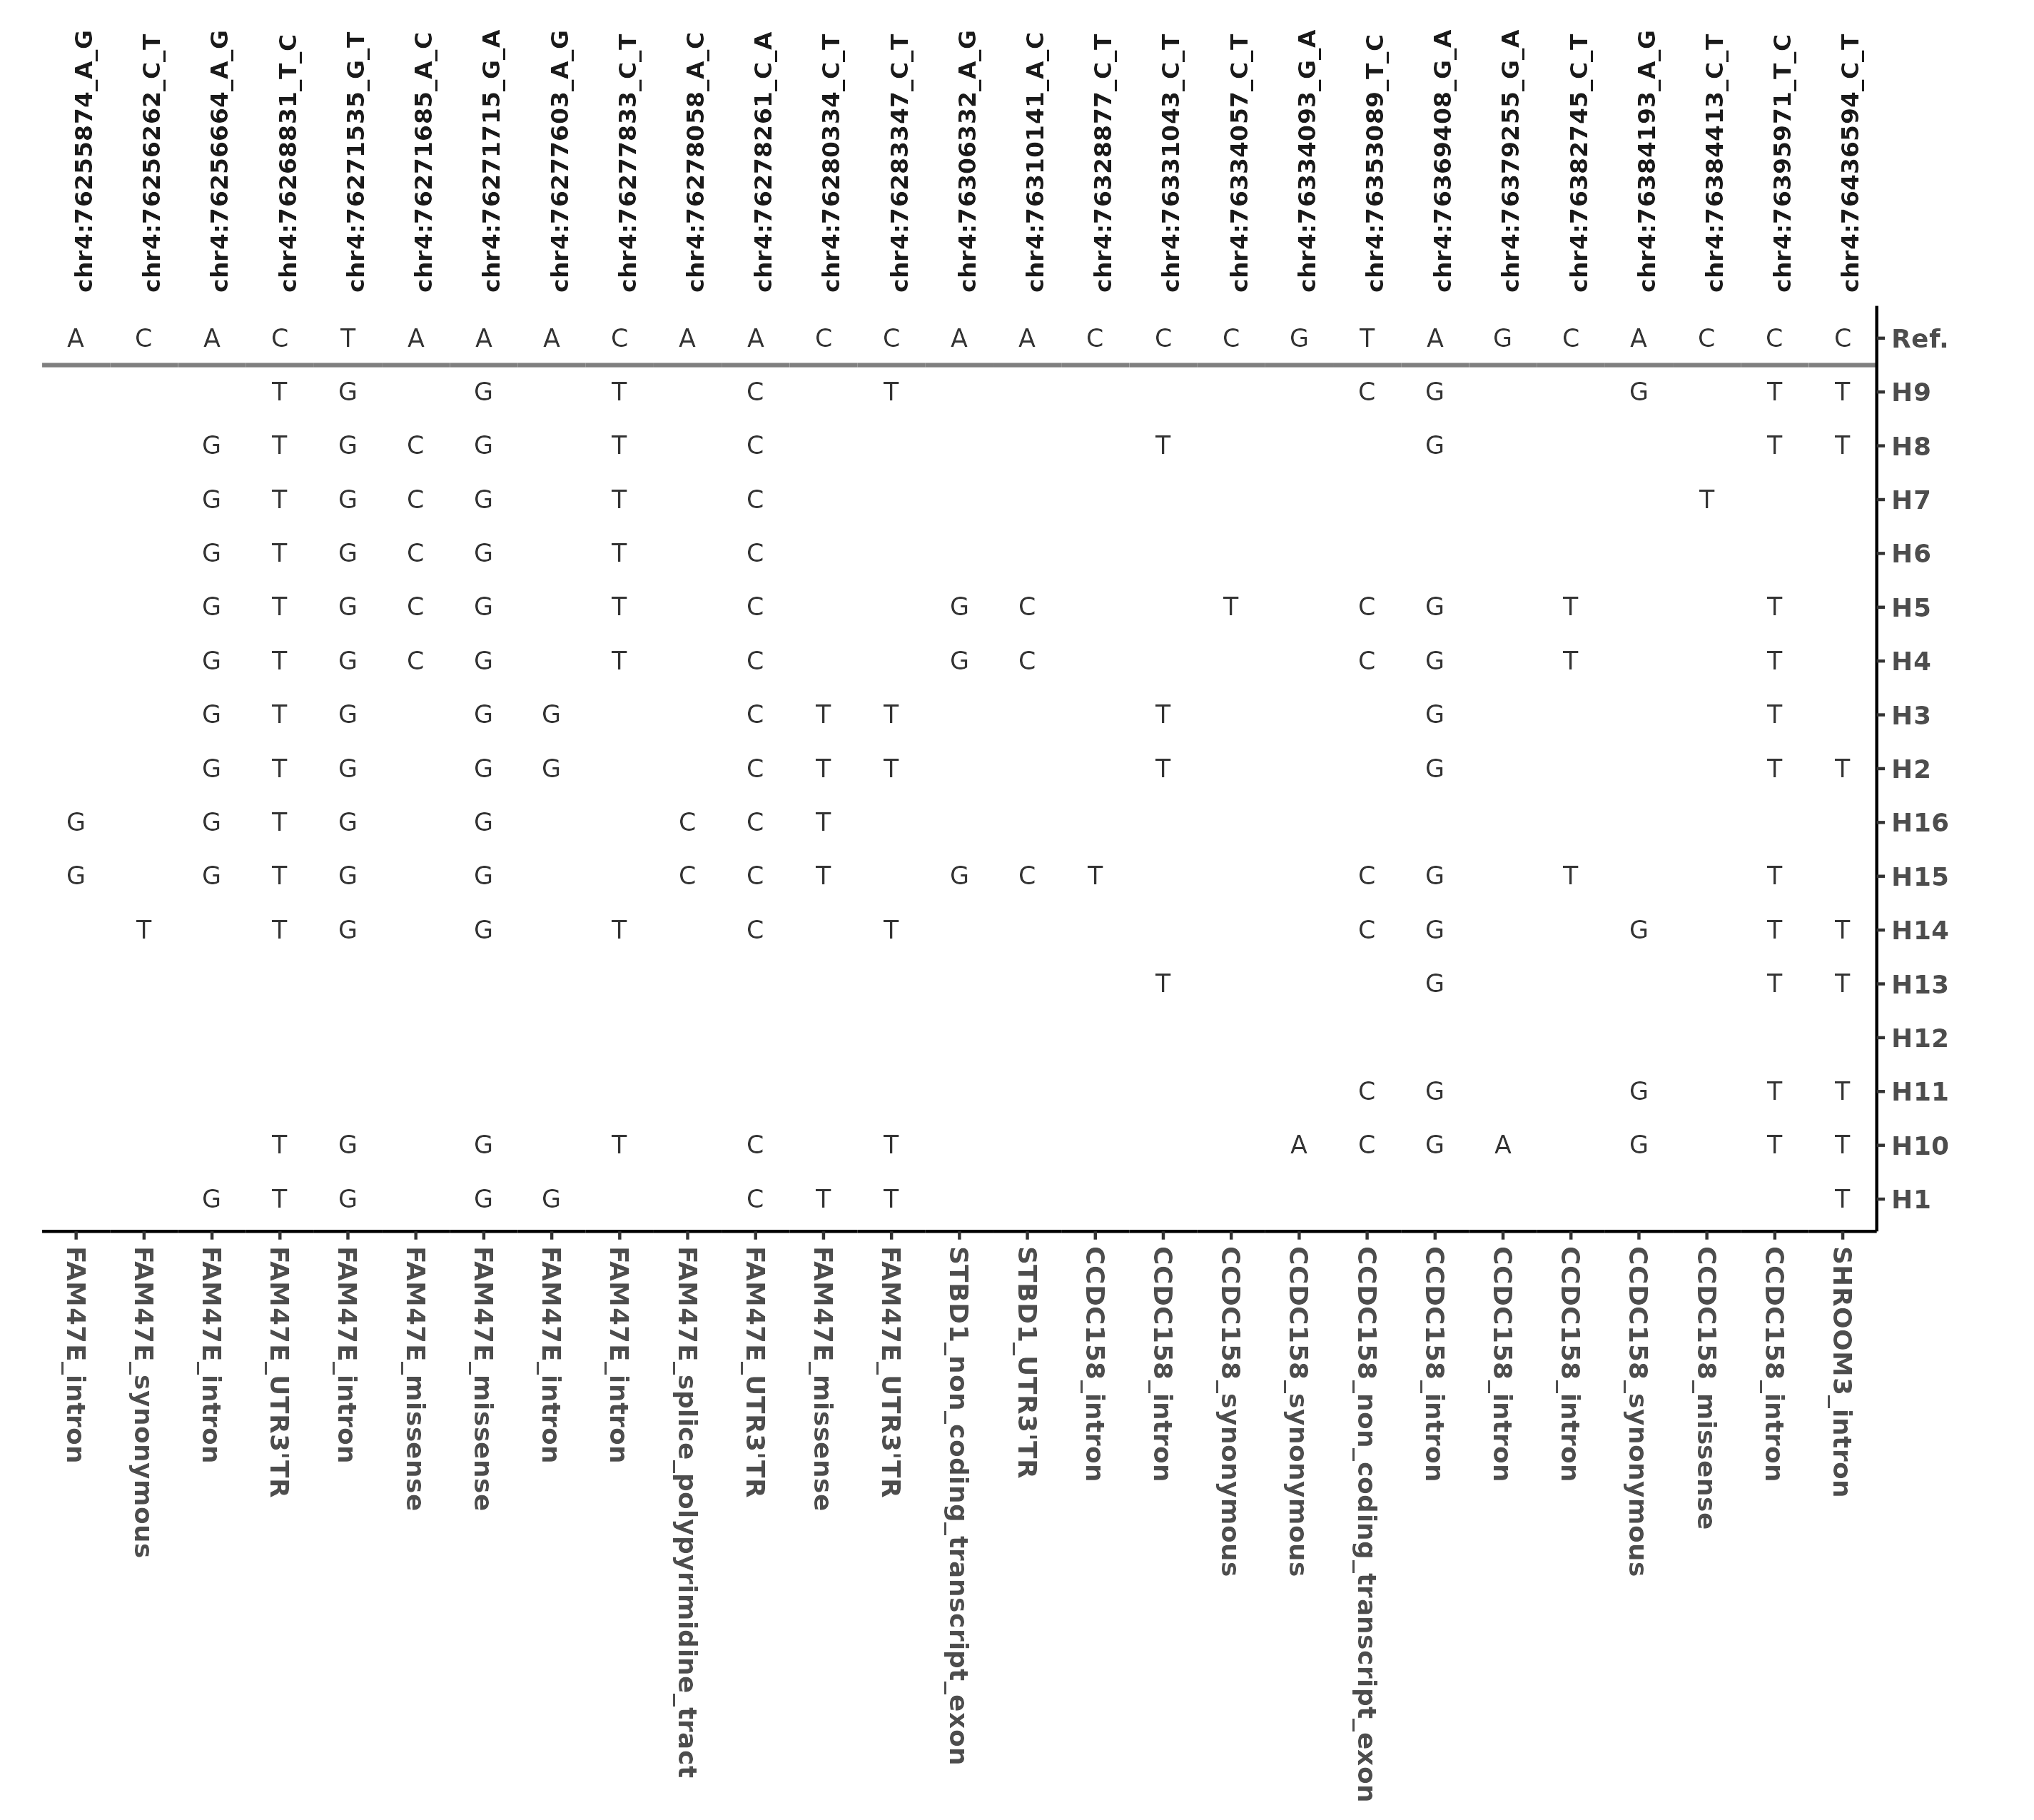 chr4:76255874_A_G chr4:76256262_C_T chr4:76256664_A_G chr4:76268831_T_C chr4:76271535_G_T chr4:76271685_A_C chr4:76271715_G_A chr4:76277603_A_G chr4:76277833_C_T chr4:76278058_A_C chr4:76278261_C_A chr4:76280334_C_T chr4:76283347_C_T chr4:76306332_A_G chr4:76310141_A_C chr4:76328877_C_T chr4:76331043_C_T chr4:76334057_C_T chr4:76334093_G_A chr4:76353089_T_C chr4:76369408_G_A chr4:76379255_G_A chr4:76382745_C_T chr4:76384193_A_G chr4:76384413_C_T chr4:76395971_T_C chr4:76436594_C_T
A C A C T A A A C A A C C A A C C C G T A G C A C C C Ref.
T G G T C T C G G T T H9
G T G C G T C T G T T H8
G T G C G T C T H7
G T G C G T C H6
G T G C G T C G C T C G T T H5
G T G C G T C G C C G T T H4
G T G G G C T T T G T H3
G T G G G C T T T G T T H2
G G T G G C C T H16
G G T G G C C T G C T C G T T H15
T T G G T C T C G G T T H14
T G T T H13
H12
C G G T T H11
T G G T C T A C G A G T T H10
G T G G G C T T T H1
FAM47E_intron FAM47E_synonymous FAM47E_intron FAM47E_UTR3'TR FAM47E_intron FAM47E_missense FAM47E_missense FAM47E_intron FAM47E_intron FAM47E_splice_polypyrimidine_tract FAM47E_UTR3'TR FAM47E_missense FAM47E_UTR3'TR STBD1_non_coding_transcript_exon STBD1_UTR3'TR CCDC158_intron CCDC158_intron CCDC158_synonymous CCDC158_synonymous CCDC158_non_coding_transcript_exon CCDC158_intron CCDC158_intron CCDC158_intron CCDC158_synonymous CCDC158_missense CCDC158_intron SHROOM3_intron